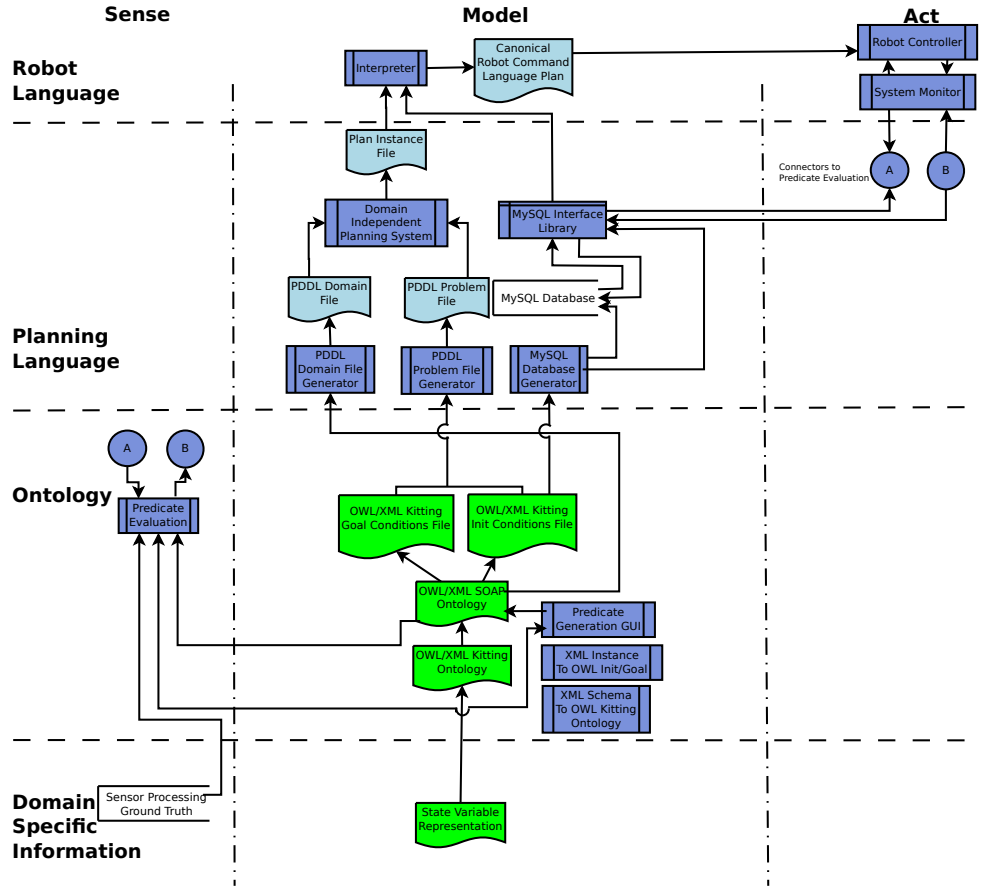 Sense
Model
Act
Robot
Language
Interpreter
Canonical
Robot Command
Language Plan
Robot Controller
System Monitor
Plan Instance
File
Connectors to
Predicate Evaluation
A
B
Domain
Independent
Planning System
MySQL Interface
Library
PDDL Domain
File
PDDL Problem
File
MySQL Database
Planning
Language
PDDL
Domain File
Generator
PDDL
Problem File
Generator
MySQL
Database
Generator
A
B
Ontology
Predicate
Evaluation
OWL/XML Kitting
Goal Conditions File
OWL/XML Kitting
Init Conditions File
OWL/XML SOAP
Ontology
Predicate
Generation GUI
OWL/XML Kitting
Ontology
XML Instance
To OWL Init/Goal
XML Schema
To OWL Kitting
Ontology
Domain
Specific
Information
Sensor Processing
Ground Truth
State Variable
Representation